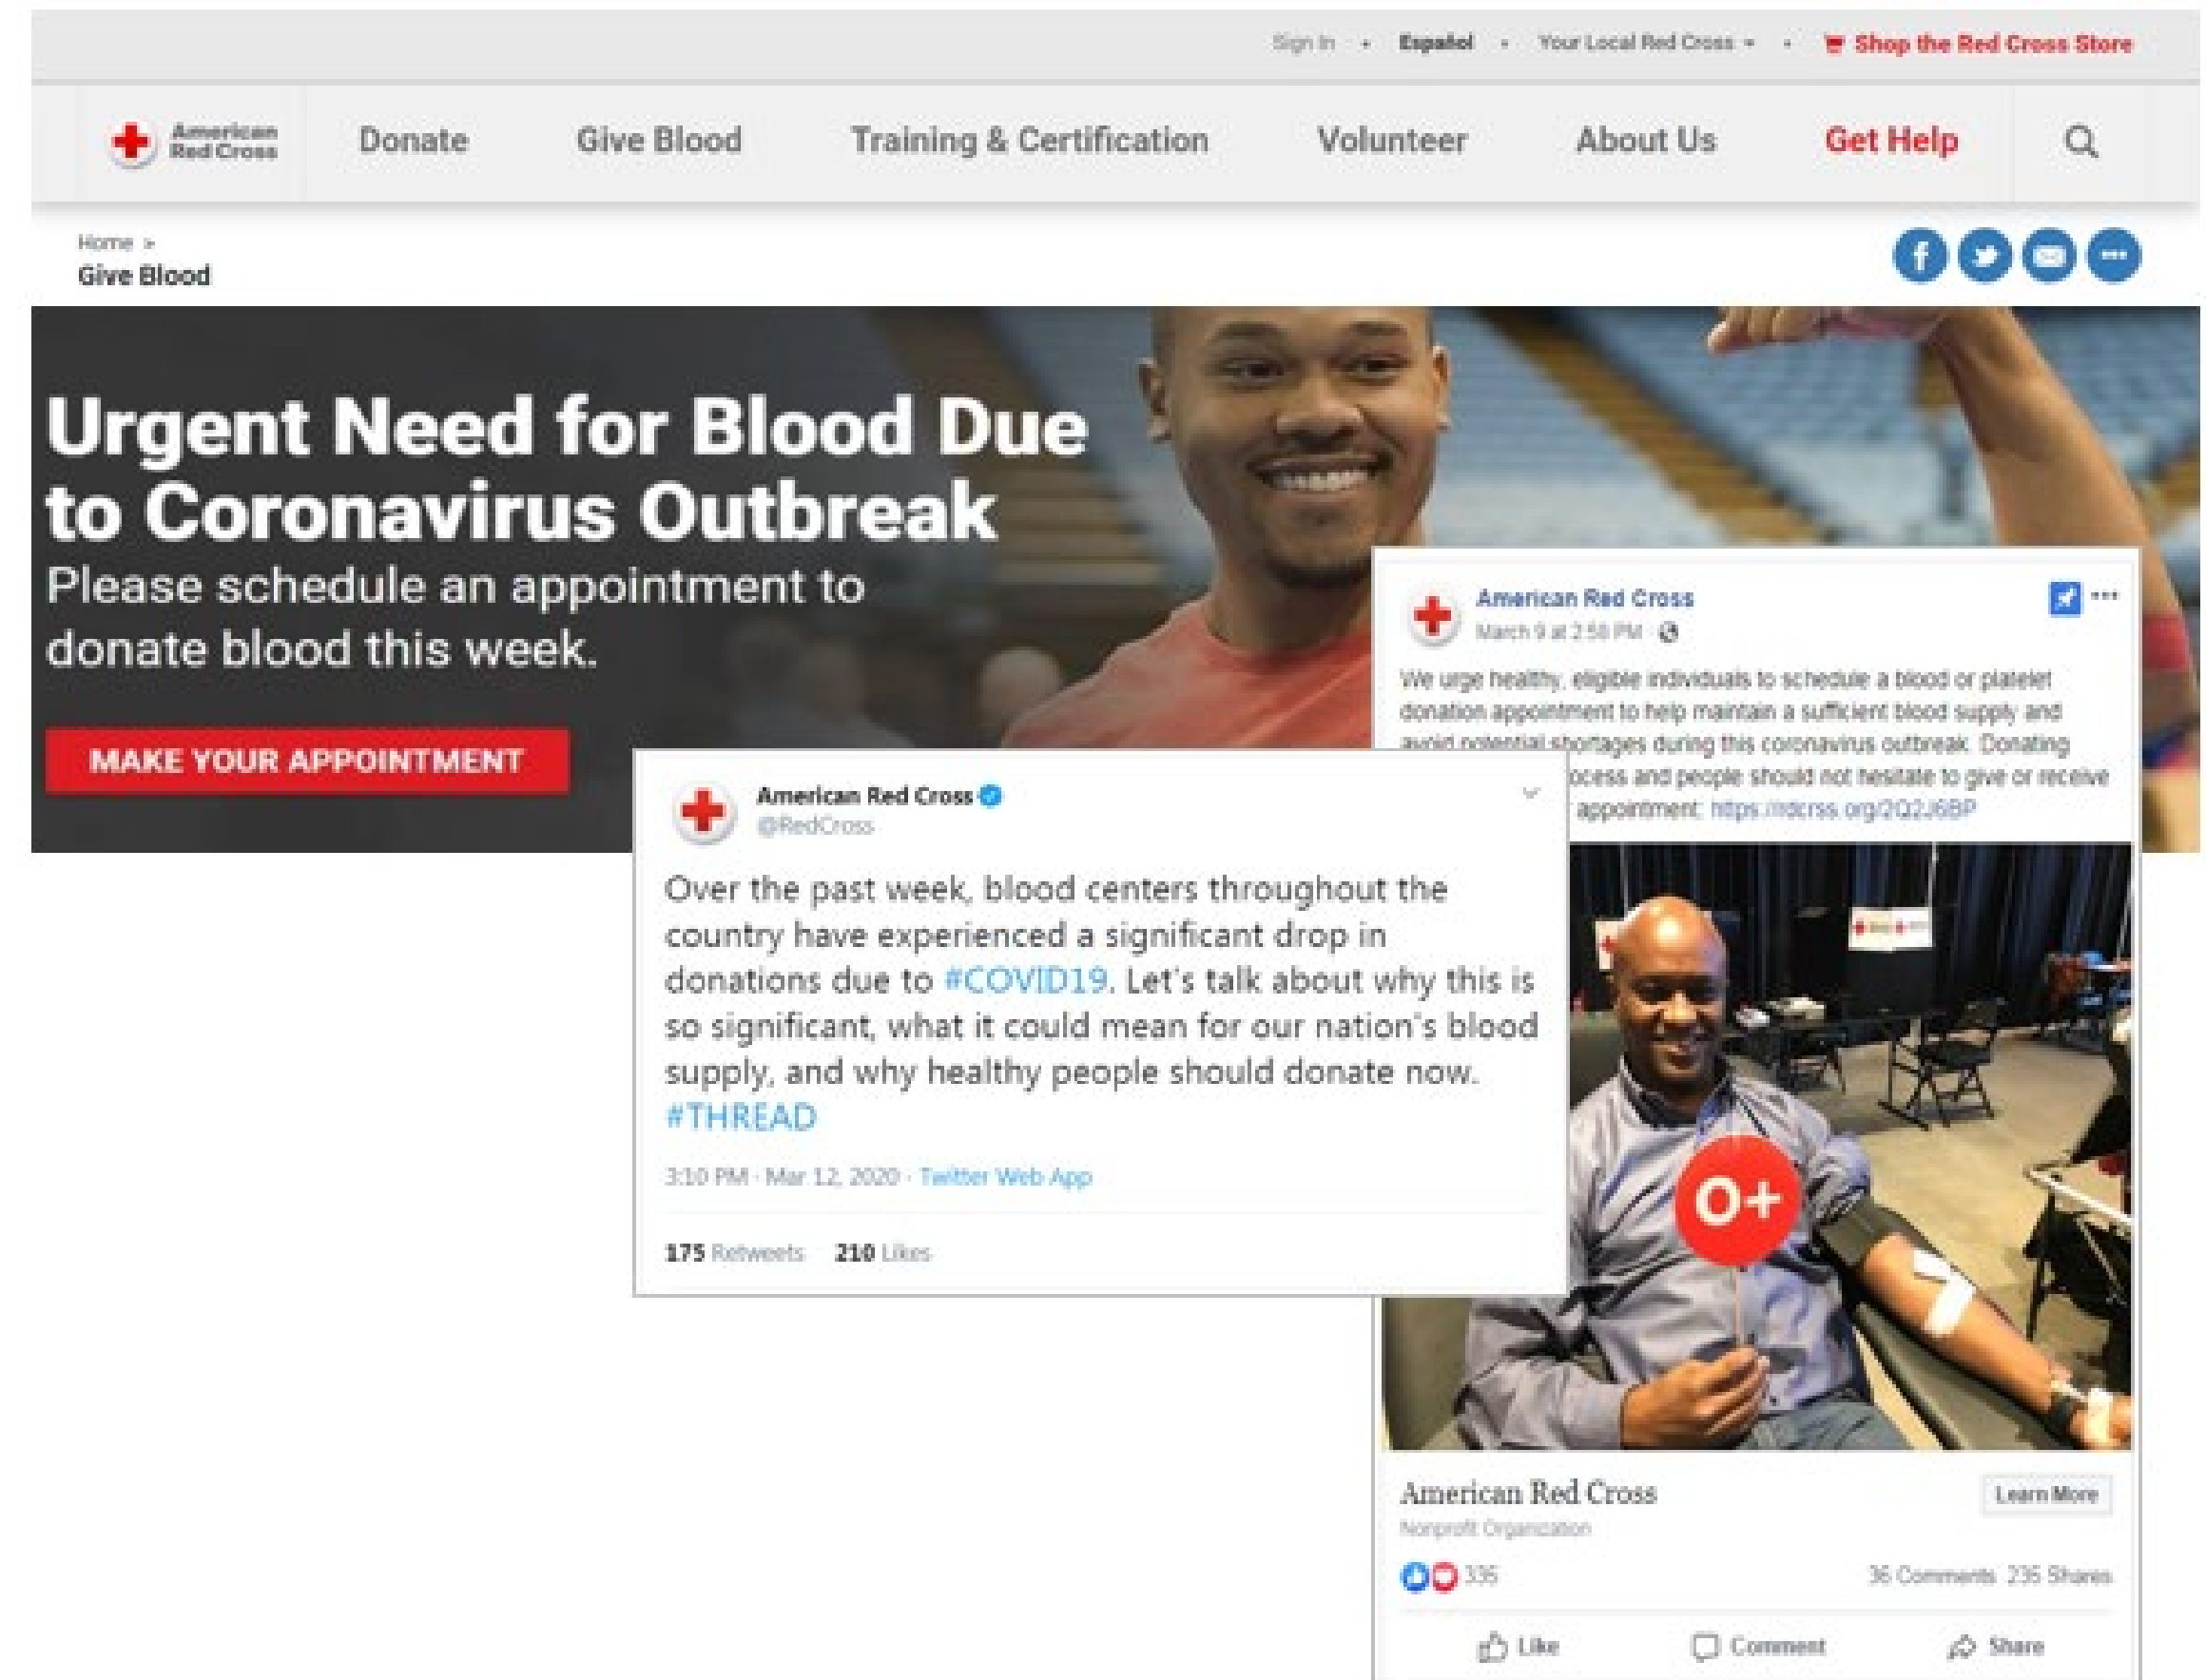 Sign In • Español • Your Local Red Cross • Shop the Red Cross Store
American
Red Cross
Donate Give Blood Training & Certification Volunteer About Us Get Help
Home >
Give Blood
Urgent Need for Blood Due
to Coronavirus Outbreak
Please schedule an appointment to
donate blood this week.
MAKE YOUR APPOINTMENT
American Red Cross
March 9 at 2:58 PM
We urge healthy, eligible individuals to schedule a blood or platelet
donation appointment to help maintain a sufficient blood supply and
avoid potential shortages during this coronavirus outbreak. Donating
ocess and people should not hesitate to give or receive
appointment: https://rdcrss.org/2Q2J6BP
American Red Cross
@RedCross
Over the past week, blood centers throughout the
country have experienced a significant drop in
donations due to #COVID19. Let's talk about why this is
so significant, what it could mean for our nation's blood
supply, and why healthy people should donate now.
#THREAD
3:10 PM · Mar 12, 2020 · Twitter Web App
175 Retweets 210 Likes
O+
American Red Cross
Learn More
Nonprofit Organization
335
36 Comments 235 Shares
Like Comment Share